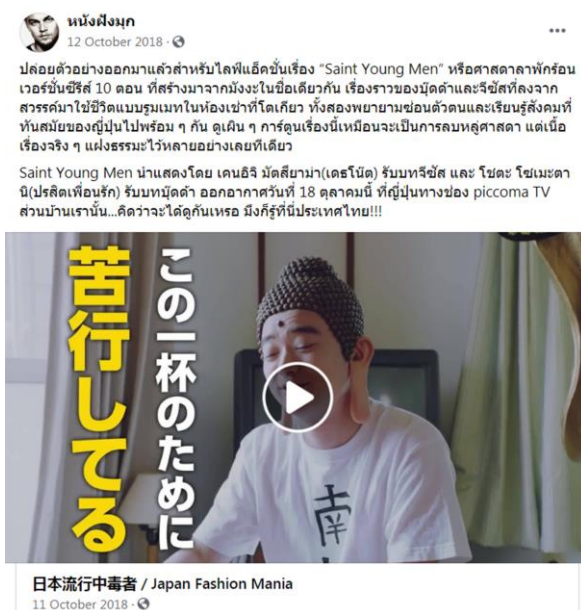 หนังฝังมุก
12 October 2018 ·
ปล่อยตัวอย่างออกมาแล้วสำหรับไลฟ์แอ็คชั่นเรื่อง “Saint Young Men” หรือศาสดาลาพักร้อน
เวอร์ชั่นซีรีส์ 10 ตอน ที่สร้างมาจากมังงะในชื่อเดียวกัน เรื่องราวของบุ๊ดด้าและจีซัสที่ลงจาก
สวรรค์มาใช้ชีวิตแบบรูมเมทในห้องเช่าที่โตเกียว ทั้งสองพยายามซ่อนตัวตนและเรียนรู้สังคมที่
ทันสมัยของญี่ปุ่นไปพร้อม ๆ กัน ดูเผิน ๆ การ์ตูนเรื่องนี้เหมือนจะเป็นการลบหลู่ศาสดา แต่เนื้อ
เรื่องจริง ๆ แฝงธรรมะไว้หลายอย่างเลยทีเดียว
Saint Young Men นำแสดงโดย เคนอิจิ มัตสึยาม่า(เดธโน๊ต) รับบทจีซัส และ โชตะ โซเมะตา
นิ(ปรสิตเพื่อนรัก) รับบทบุ๊ดด้า ออกอากาศวันที่ 18 ตุลาคมนี้ ที่ญี่ปุ่นทางช่อง piccoma TV
ส่วนบ้านเรานั้น...คิดว่าจะได้ดูกันเหรอ มึงก็รู้ที่นี่ประเทศไทย!!!
この一杯のために
苦行してる
南
日本流行中毒者 / Japan Fashion Mania
11 October 2018 ·